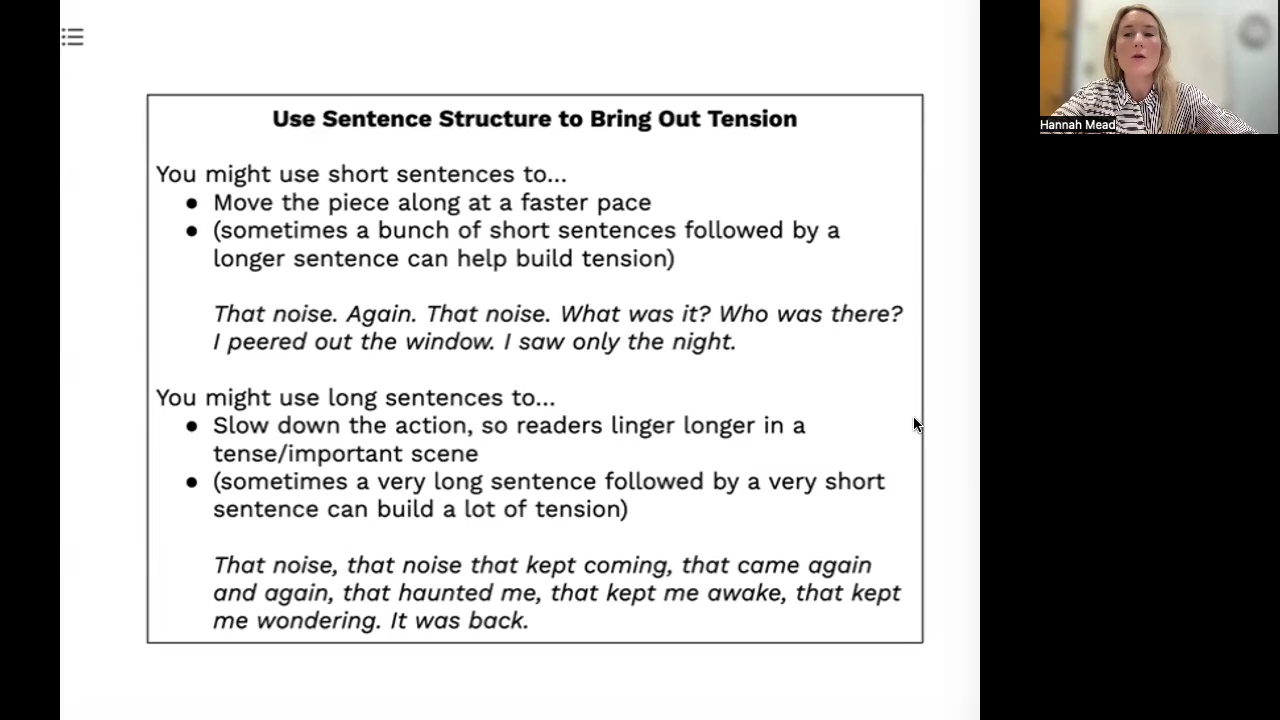 Use Sentence Structure to Bring Out Tension
You might use short sentences to...
● Move the piece along at a faster pace
● (sometimes a bunch of short sentences followed by a
longer sentence can help build tension)
That noise. Again. That noise. What was it? Who was there?
I peered out the window. I saw only the night.
You might use long sentences to...
● Slow down the action, so readers linger longer in a
tense/important scene
● (sometimes a very long sentence followed by a very short
sentence can build a lot of tension)
That noise, that noise that kept coming, that came again
and again, that haunted me, that kept me awake, that kept
me wondering. It was back.
Hannah Mead